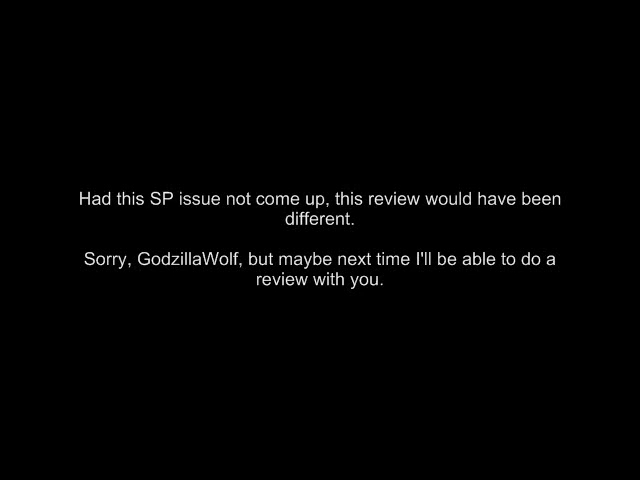 Had this SP issue not come up, this review would have been
different.
Sorry, GodzillaWolf, but maybe next time I'll be able to do a
review with you.